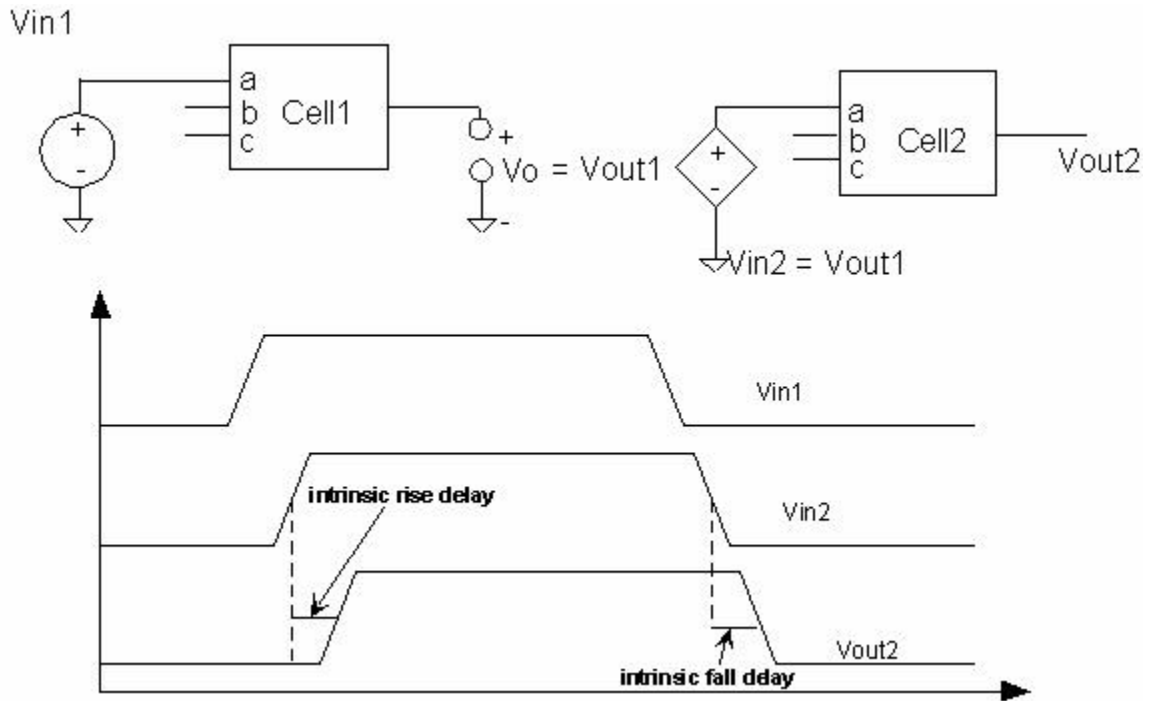 Vin1
a
b
c
Cell1
+
-
+
Vo = Vout1
-
a
b
c
Cell2
+
-
Vout2
Vin2 = Vout1
Vin1
intrinsic rise delay
Vin2
Vout2
intrinsic fall delay